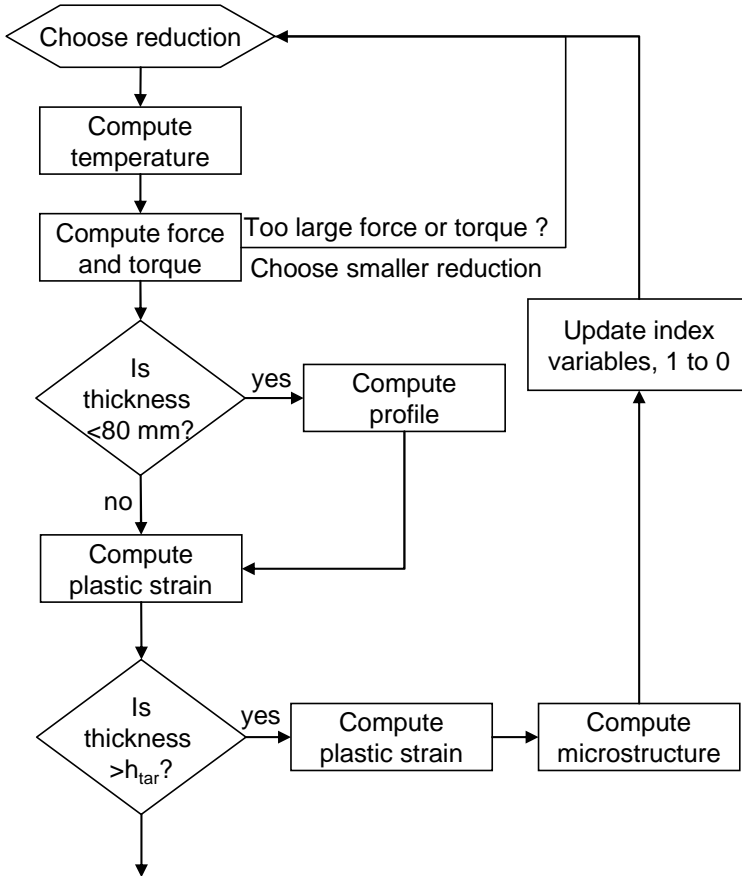 Choose reduction
Compute
temperature
Compute force
and torque
Too large force or torque ?
Choose smaller reduction
Update index
variables, 1 to 0
Is
thickness
<80 mm?
yes
Compute
profile
no
Compute
plastic strain
Is
thickness
>h_tar?
yes
Compute
plastic strain
Compute
microstructure